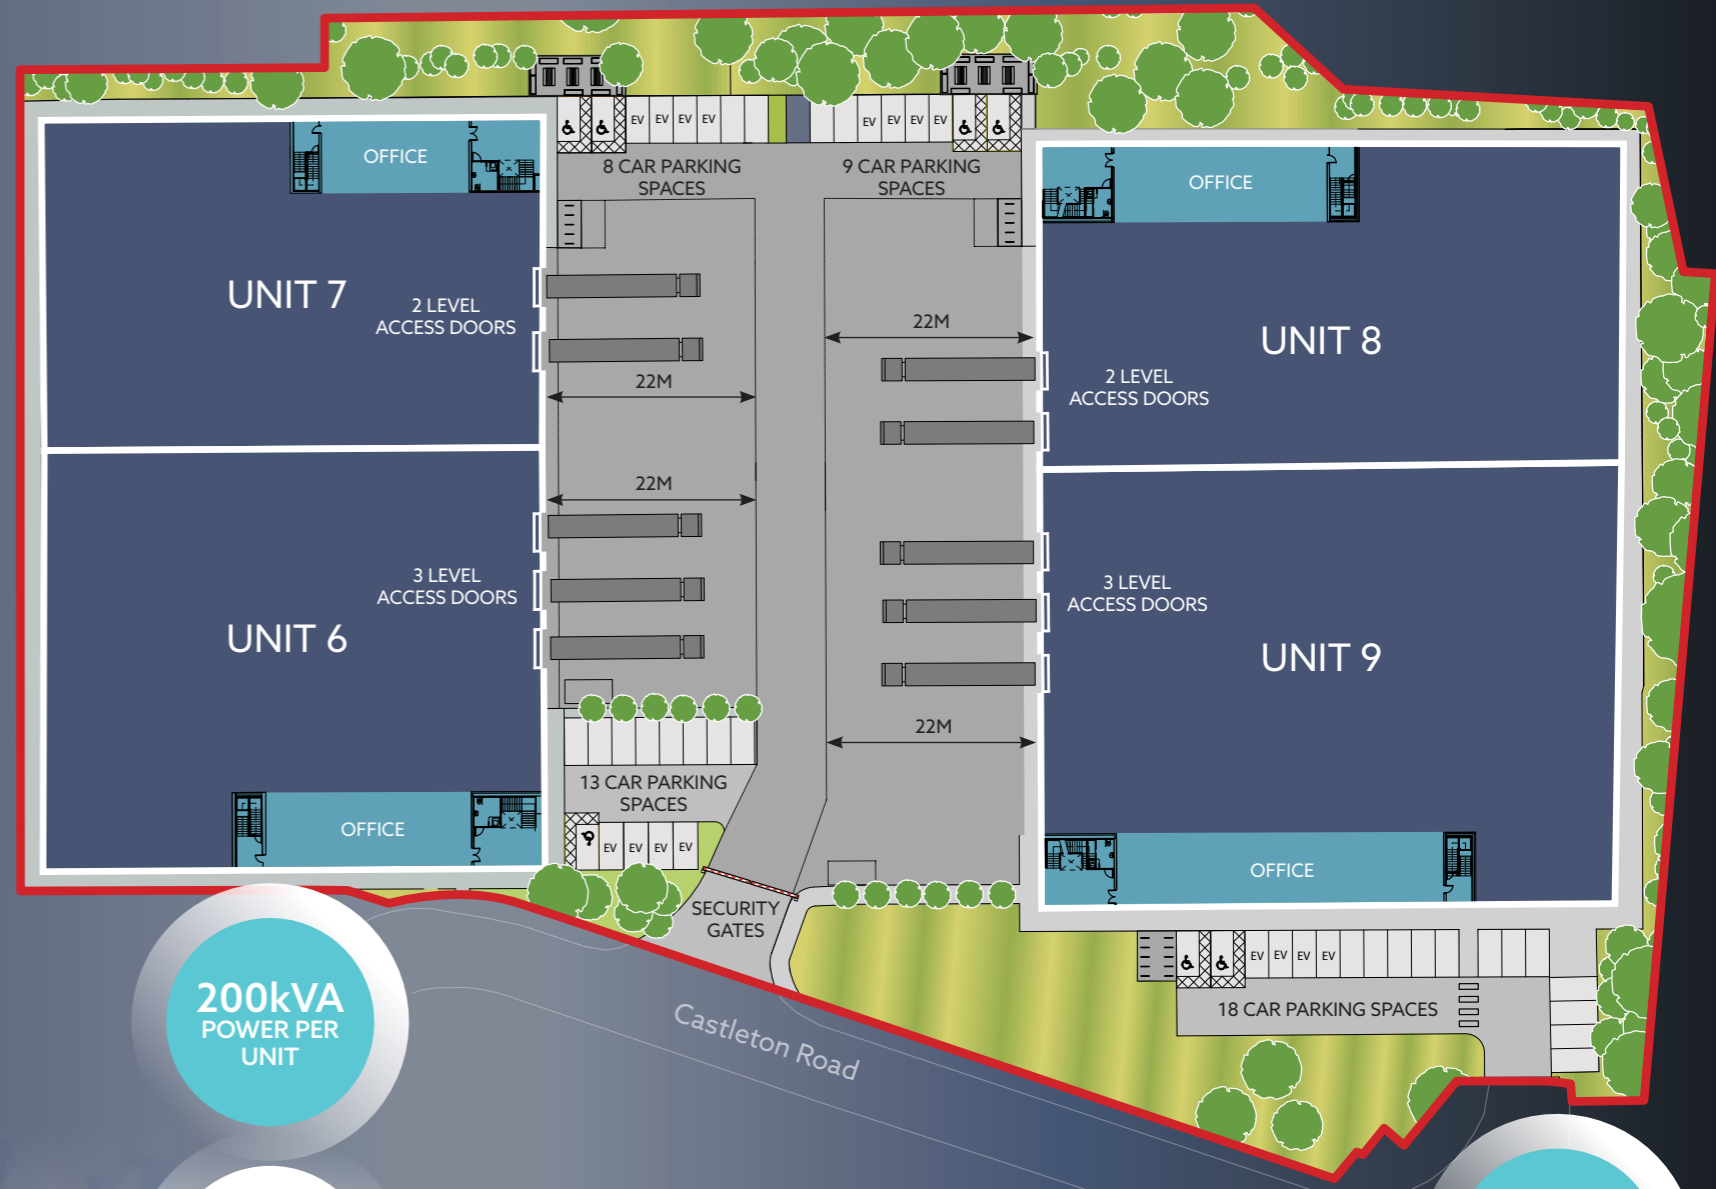 EV EV EV EV
EV EV EV EV
8 CAR PARKING
SPACES
9 CAR PARKING
SPACES
OFFICE
OFFICE
UNIT 7
2 LEVEL
ACCESS DOORS
22M
22M
UNIT 8
2 LEVEL
ACCESS DOORS
22M
3 LEVEL
ACCESS DOORS
UNIT 6
3 LEVEL
ACCESS DOORS
UNIT 9
22M
13 CAR PARKING
SPACES
OFFICE
EV EV EV EV
OFFICE
SECURITY
GATES
EV EV EV EV
18 CAR PARKING SPACES
Castleton Road
200kVA
POWER PER
UNIT